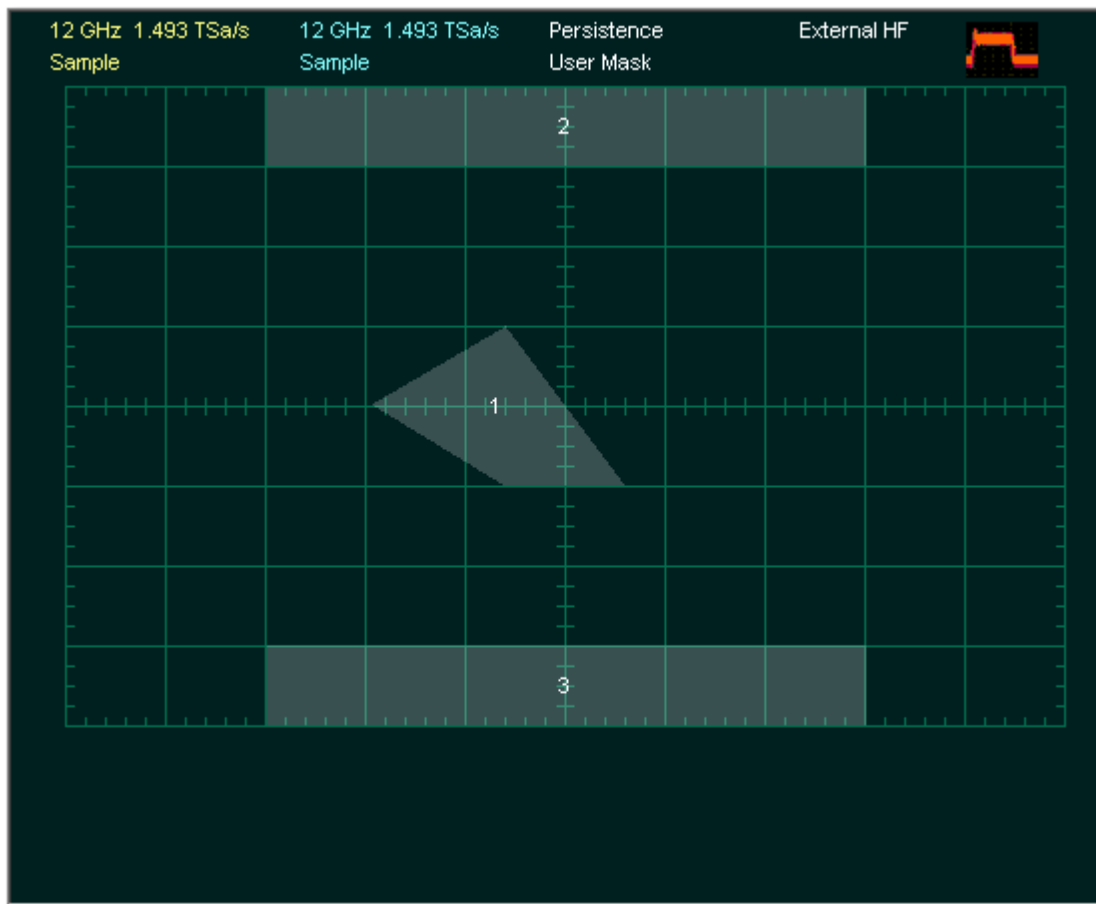 12 GHz 1.493 TSa/s 12 GHz 1.493 TSa/s Persistence External HF
Sample Sample User Mask
2
1
3